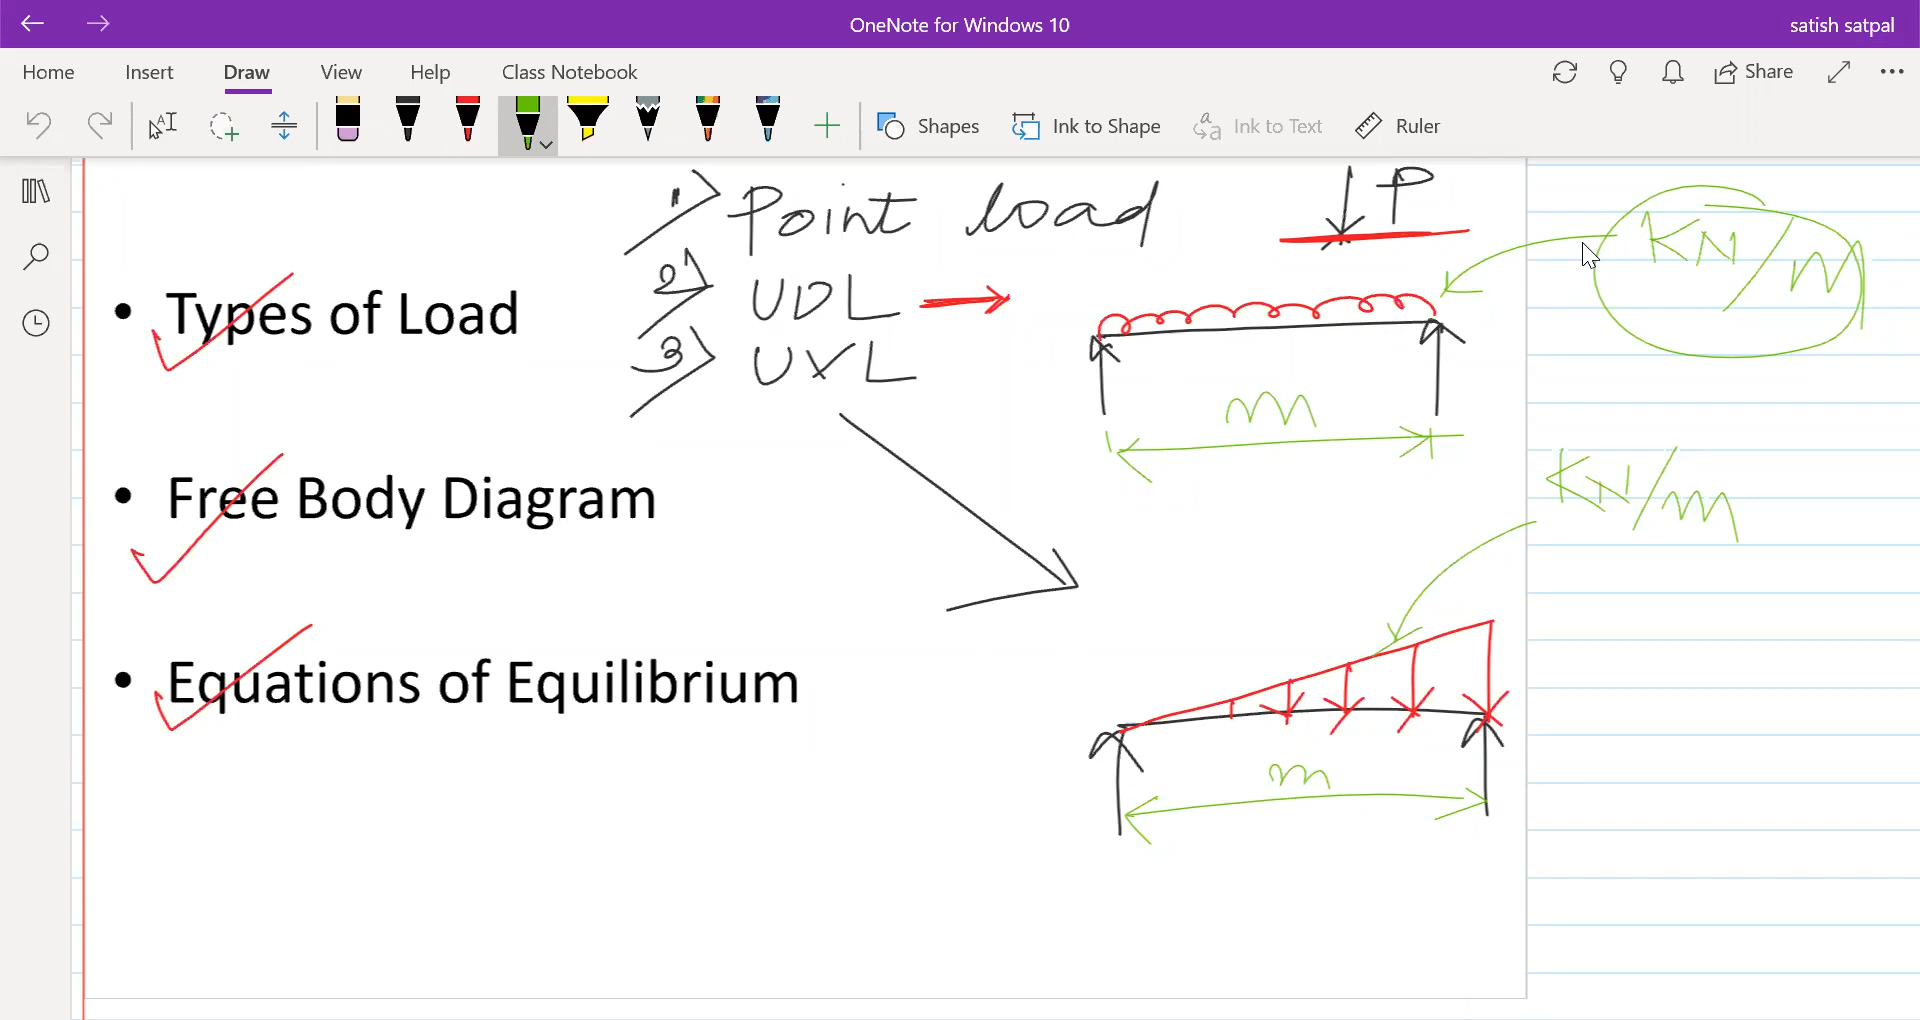 OneNote for Windows 10
satish satpal
Home Insert Draw View Help Class Notebook
Share
Shapes Ink to Shape Ink to Text Ruler
1) Point load
P
KN/m
2) UDL
• Types of Load
3) UVL
m
• Free Body Diagram
KN/m
• Equations of Equilibrium
m